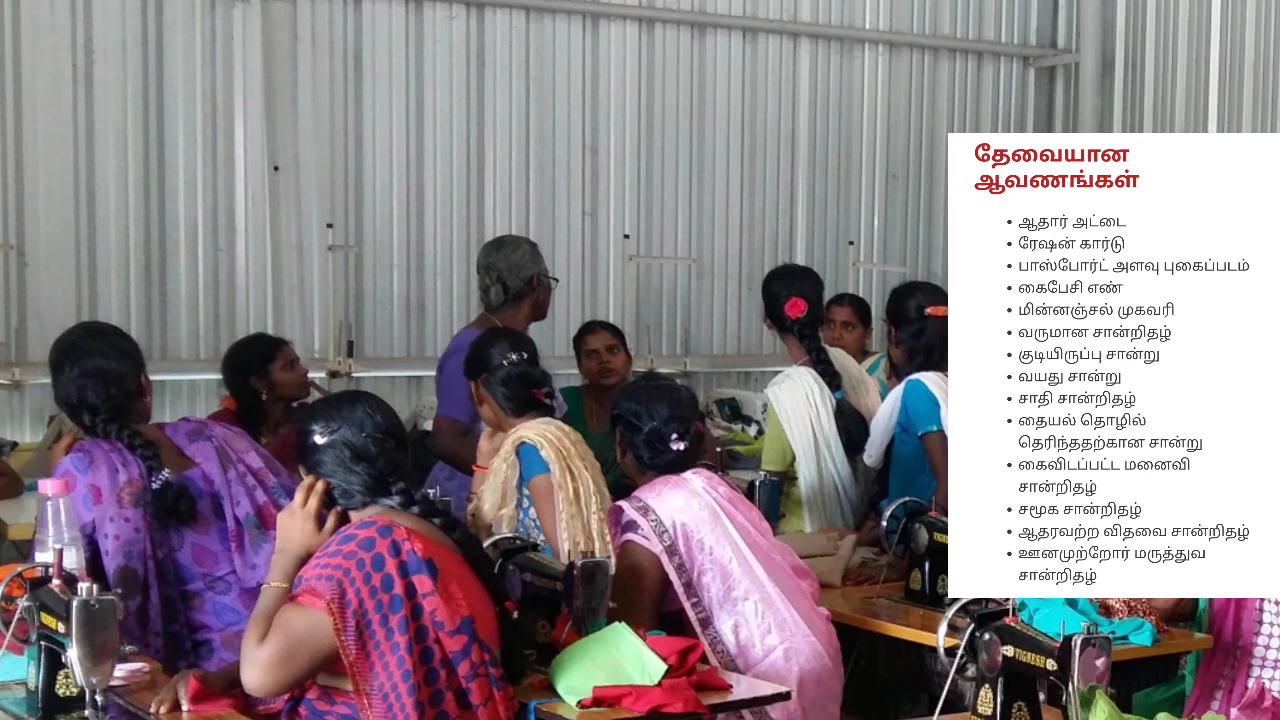 தேவையான
ஆவணங்கள்
• ஆதார் அட்டை
• ரேஷன் கார்டு
• பாஸ்போர்ட் அளவு புகைப்படம்
• கைபேசி எண்
• மின்னஞ்சல் முகவரி
• வருமான சான்றிதழ்
• குடியிருப்பு சான்று
• வயது சான்று
• சாதி சான்றிதழ்
• தையல் தொழில்
தெரிந்ததற்கான சான்று
• கைவிடப்பட்ட மனைவி
சான்றிதழ்
• சமூக சான்றிதழ்
• ஆதரவற்ற விதவை சான்றிதழ்
• ஊனமுற்றோர் மருத்துவ
சான்றிதழ்
VIGNESH